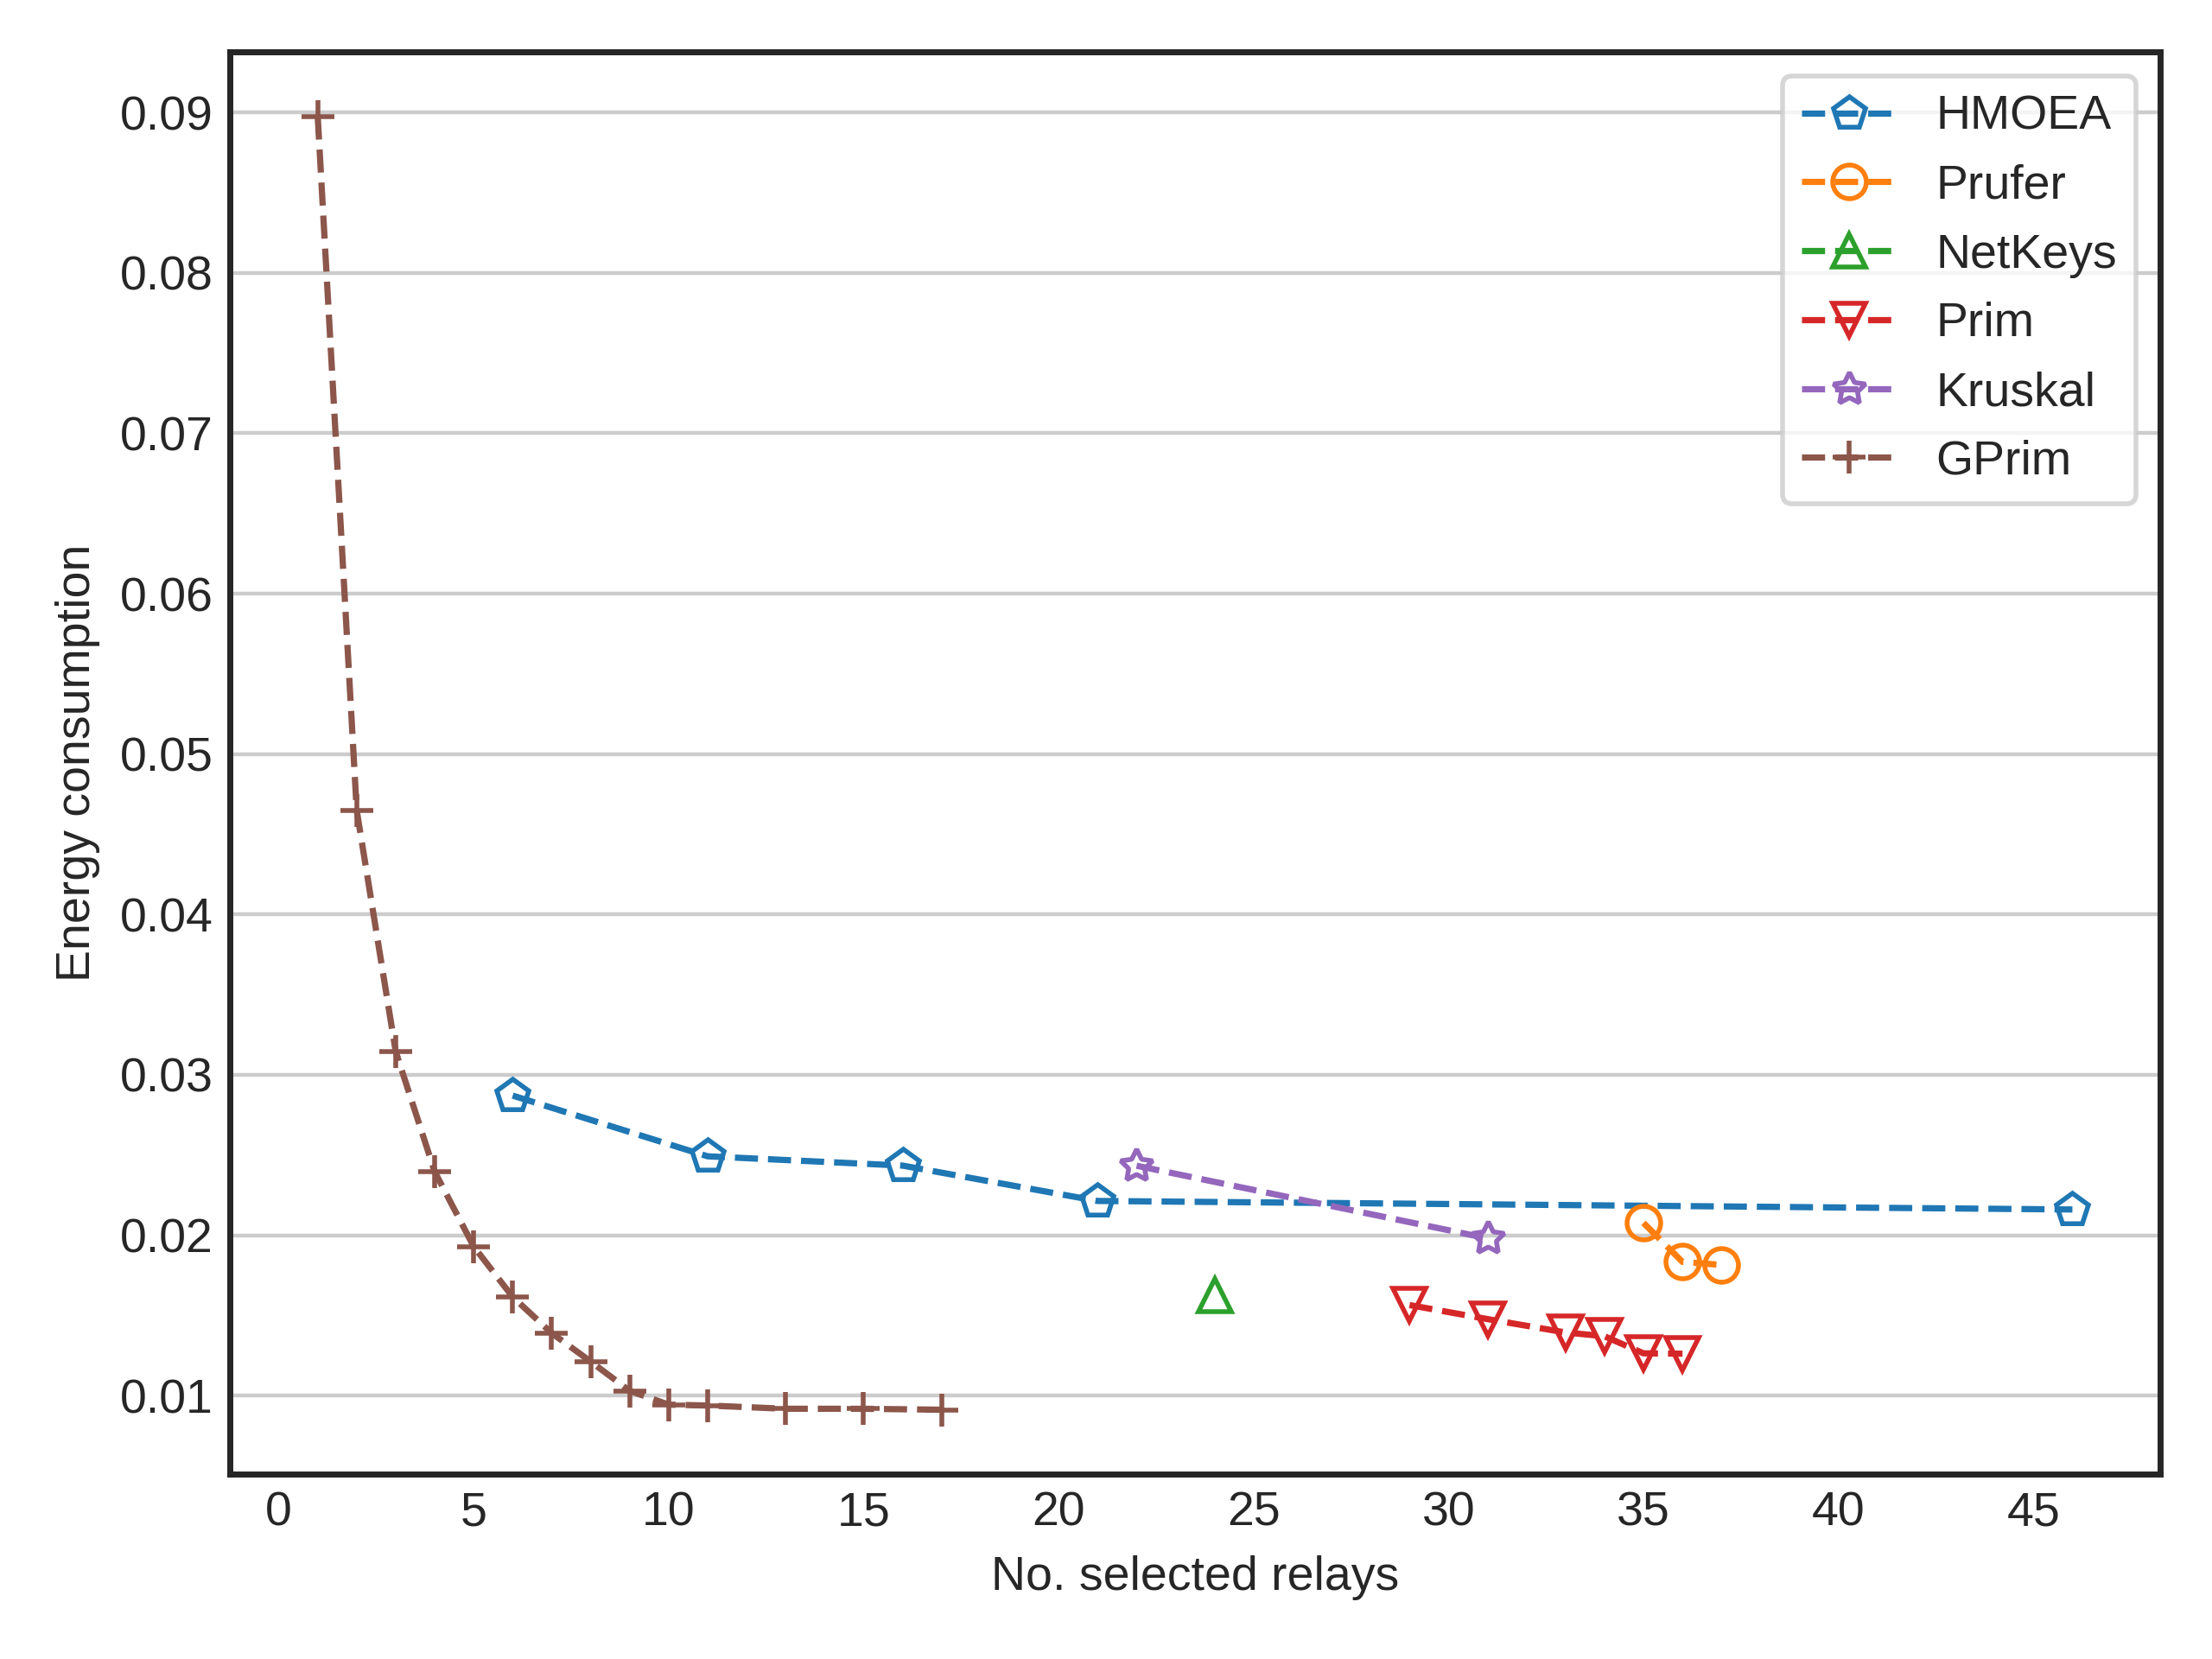 0.09
0.08
0.07
0.06
0.05
0.04
0.03
0.02
0.01
Energy consumption
HMOEA
Prufer
NetKeys
Prim
Kruskal
GPrim
0 5 10 15 20 25 30 35 40 45
No. selected relays